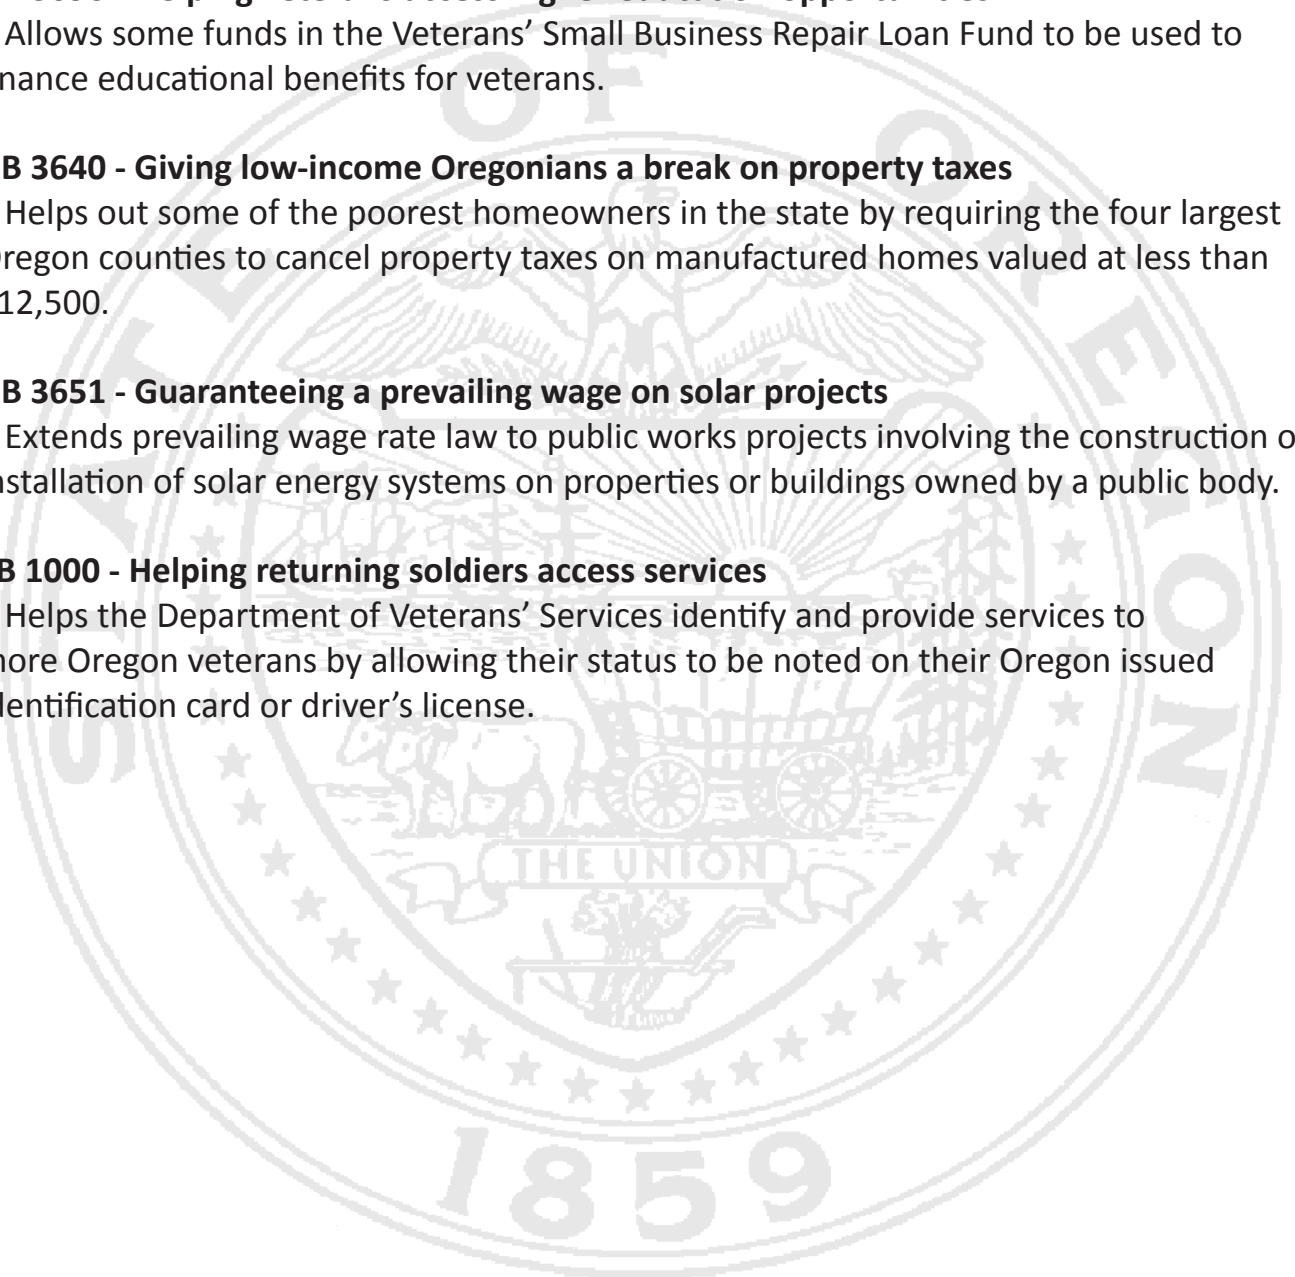 Allows some funds in the Veterans’ Small Business Repair Loan Fund to be used to
nance educational benefits for veterans.
B 3640 - Giving low-income Oregonians a break on property taxes
Helps out some of the poorest homeowners in the state by requiring the four largest
Oregon counties to cancel property taxes on manufactured homes valued at less than
12,500.
B 3651 - Guaranteeing a prevailing wage on solar projects
Extends prevailing wage rate law to public works projects involving the construction o
nstallation of solar energy systems on properties or buildings owned by a public body.
B 1000 - Helping returning soldiers access services
Helps the Department of Veterans’ Services identify and provide services to
more Oregon veterans by allowing their status to be noted on their Oregon issued
dentification card or driver’s license.
STATE OF OREGON
THE UNION
1859